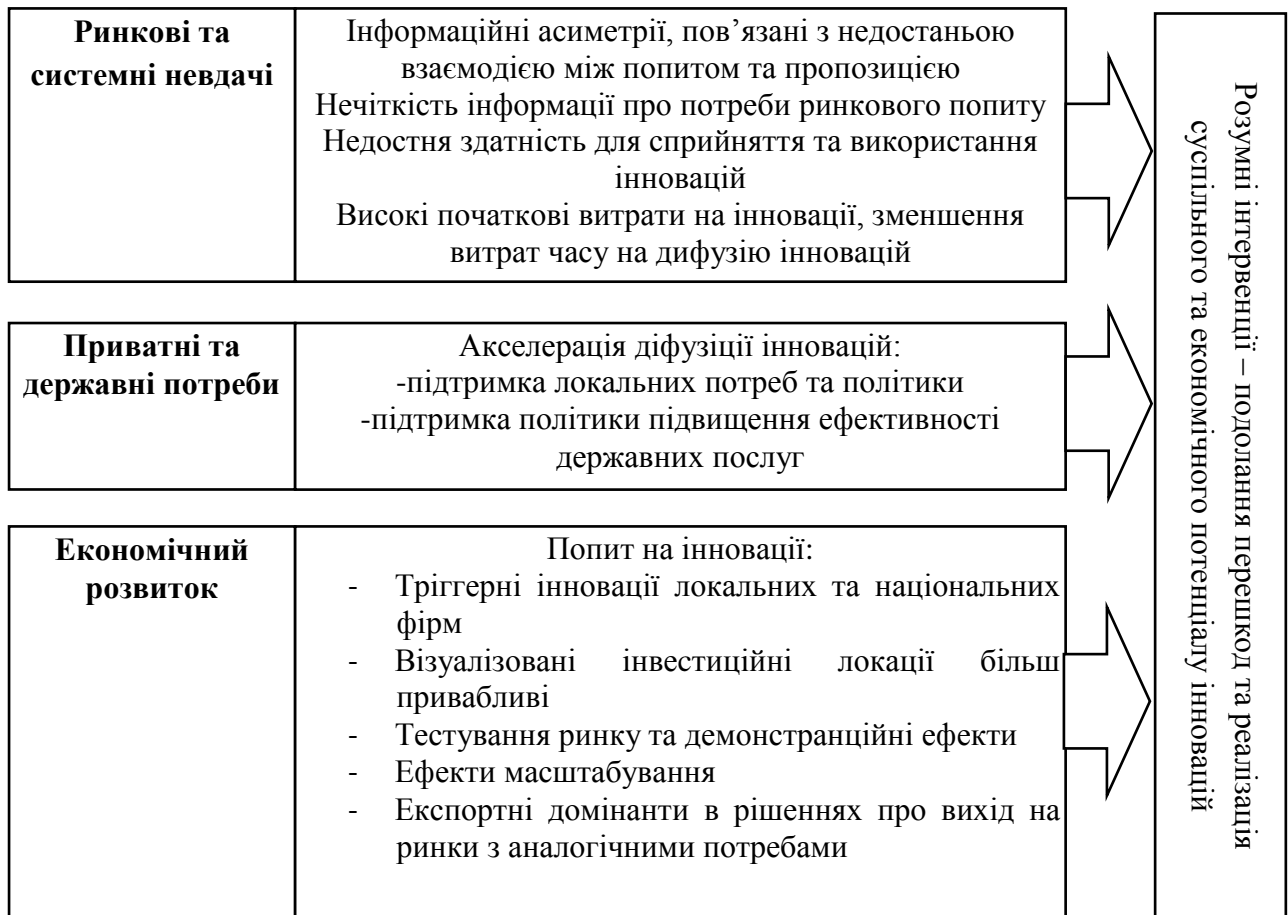 Ринкові та
системні невдачі
Інформаційні асиметрії, пов’язані з недостаньою
взаємодією між попитом та пропозицією
Нечіткість інформації про потреби ринкового попиту
Недостня здатність для сприйняття та використання
інновацій
Високі початкові витрати на інновації, зменшення
витрат часу на дифузію інновацій
Приватні та
державні потреби
Акселерація діфузіції інновацій:
-підтримка локальних потреб та політики
-підтримка політики підвищення ефективності
державних послуг
Економічний
розвиток
Попит на інновації:
- Тріггерні інновації локальних та національних
фірм
- Візуалізовані інвестиційні локації більш
привабливі
- Тестування ринку та демонстранційні ефекти
- Ефекти масштабування
- Експортні домінанти в рішеннях про вихід на
ринки з аналогічними потребами
Розумні інтервенції – подолання перешкод та реалізація
суспільного та економічного потенціалу інновацій